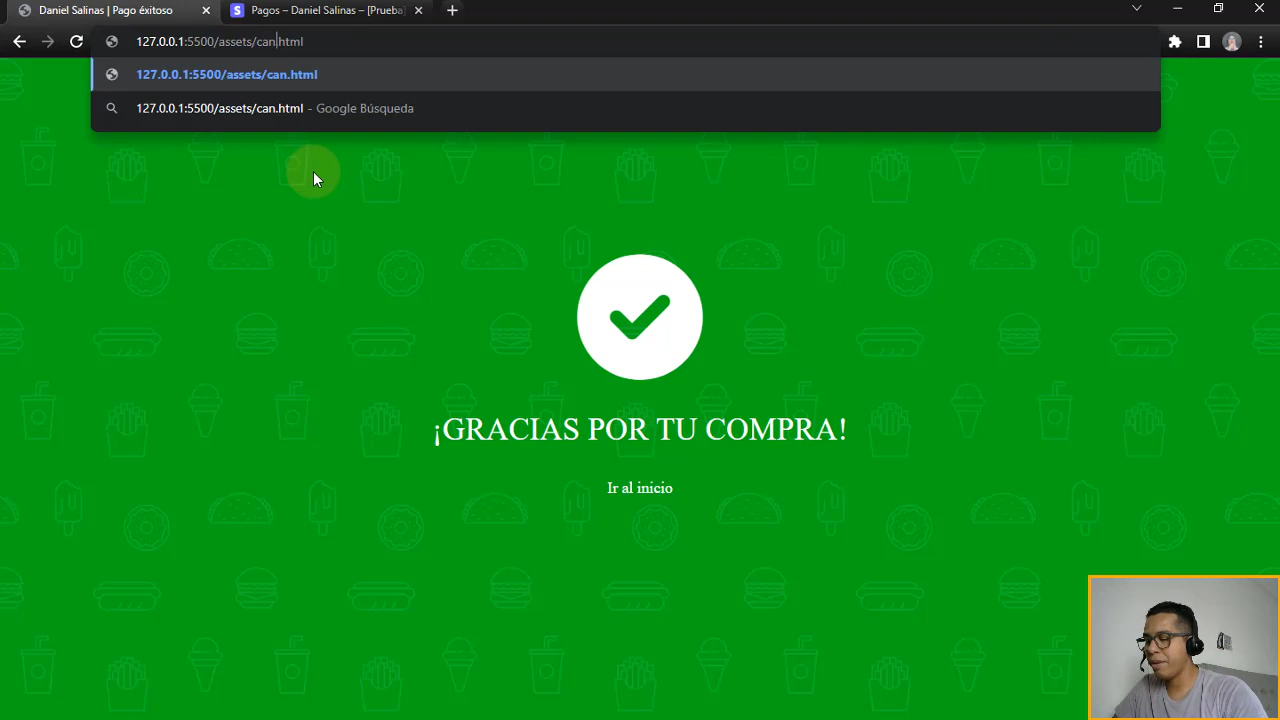 Daniel Salinas | Pago éxitoso
Pagos – Daniel Salinas – [Prueba]
127.0.0.1:5500/assets/can.html
127.0.0.1:5500/assets/can.html
127.0.0.1:5500/assets/can.html - Google Búsqueda
¡GRACIAS POR TU COMPRA!
Ir al inicio